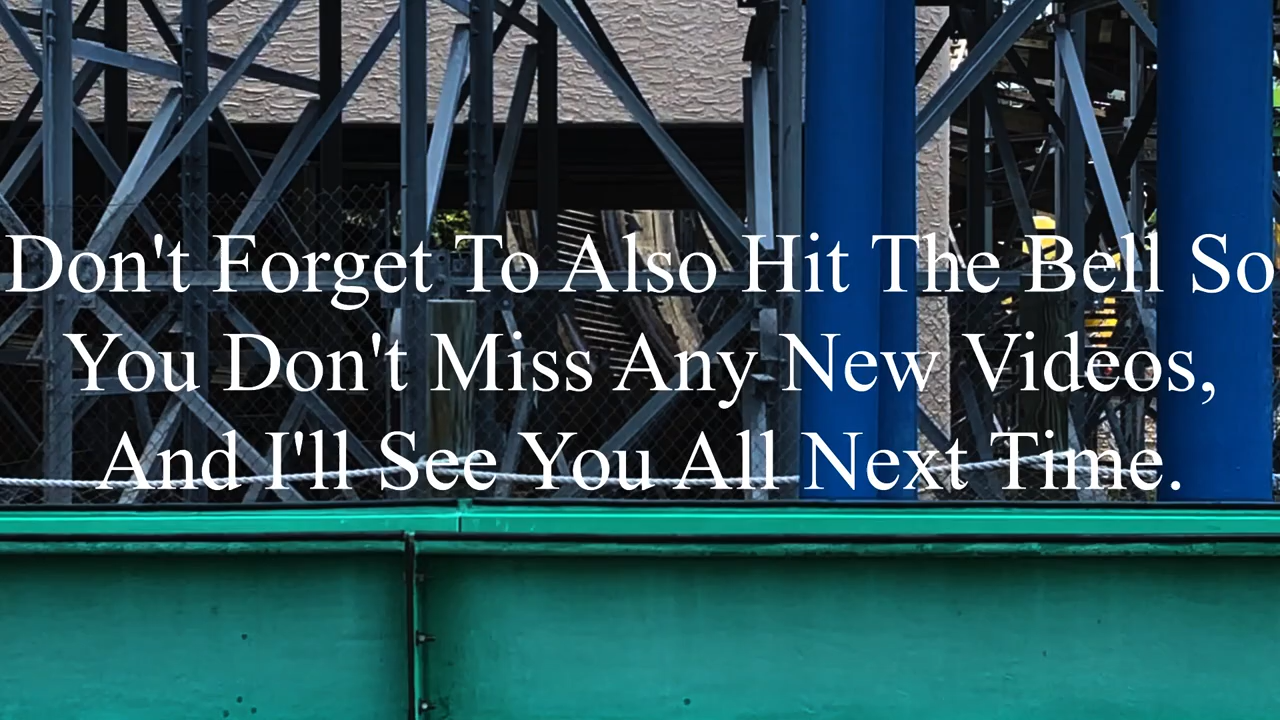 Don't Forget To Also Hit The Bell So
You Don't Miss Any New Videos,
And I'll See You All Next Time.